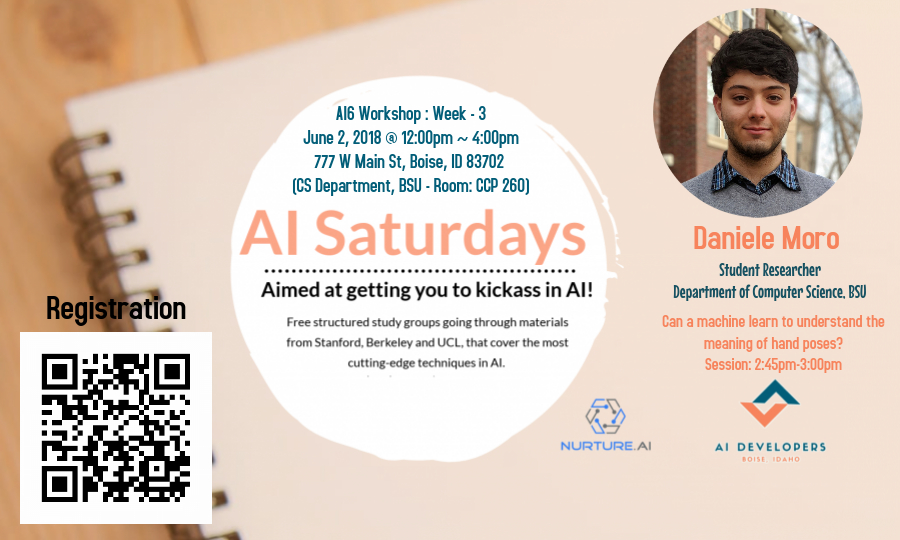 AI6 Workshop : Week - 3
June 2, 2018 @ 12:00pm ~ 4:00pm
777 W Main St, Boise, ID 83702
(CS Department, BSU - Room: CCP 260)
AI Saturdays
Aimed at getting you to kickass in AI!
Free structured study groups going through materials
from Stanford, Berkeley and UCL, that cover the most
cutting-edge techniques in AI.
Registration
Daniele Moro
Student Researcher
Department of Computer Science, BSU
Can a machine learn to understand the
meaning of hand poses?
Session: 2:45pm-3:00pm
NURTURE.AI
AI DEVELOPERS
BOISE, IDAHO